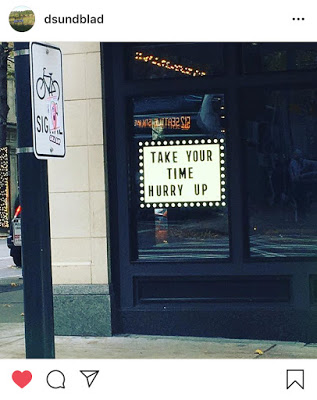 dsundblad
SIGNAL
TAKE YOUR
TIME
HURRY UP